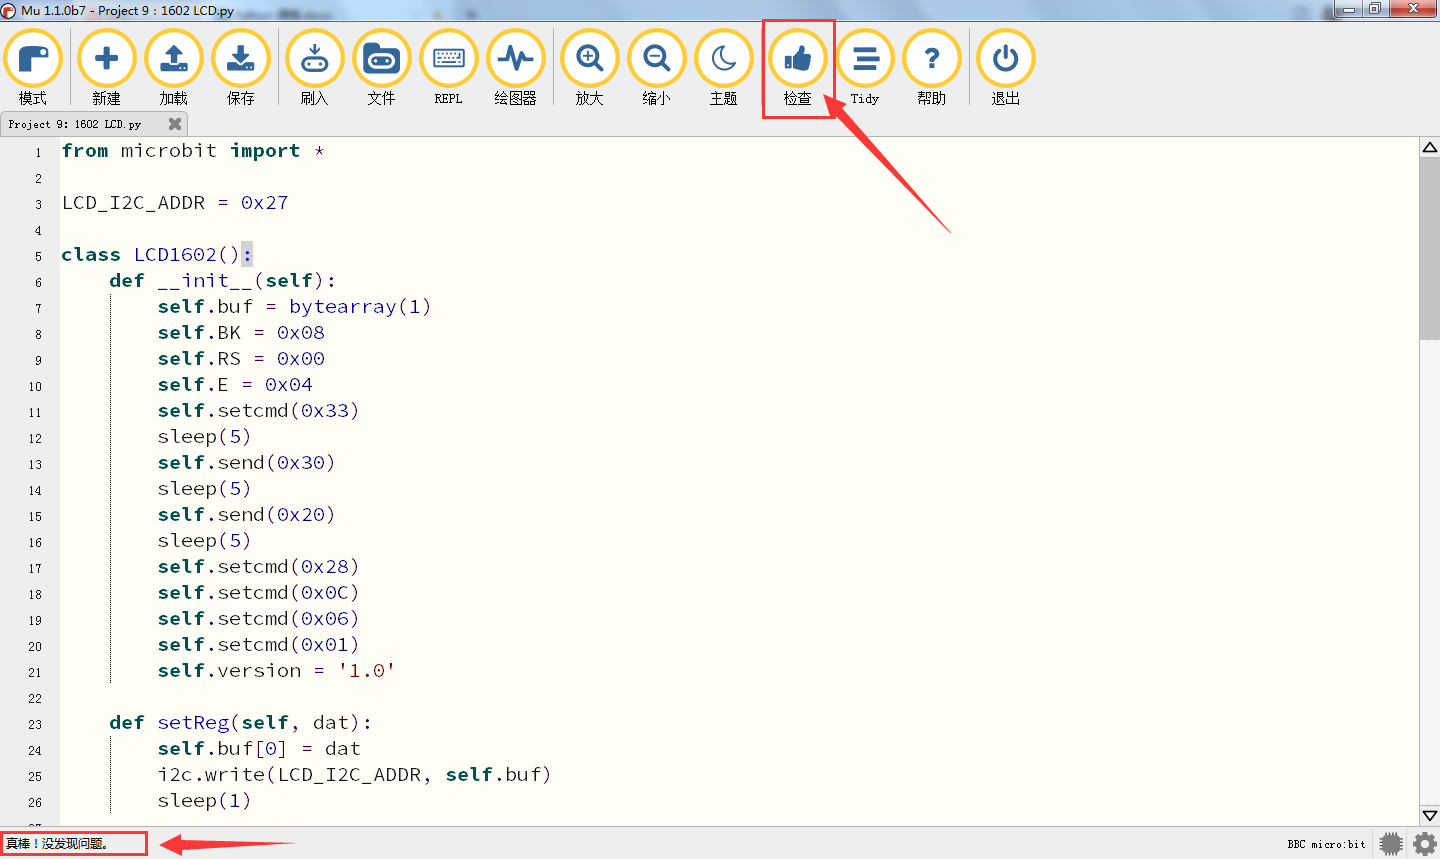 Mu 1.1.0b7 - Project 9：1602 LCD.py
模式 新建 加载 保存 刷入 文件 REPL 绘图器 放大 缩小 主题 检查 Tidy 帮助 退出
Project 9：1602 LCD.py
1 from microbit import *
2
3 LCD_I2C_ADDR = 0x27
4
5 class LCD1602():
6     def __init__(self):
7         self.buf = bytearray(1)
8         self.BK = 0x08
9         self.RS = 0x00
10         self.E = 0x04
11         self.setcmd(0x33)
12         sleep(5)
13         self.send(0x30)
14         sleep(5)
15         self.send(0x20)
16         sleep(5)
17         self.setcmd(0x28)
18         self.setcmd(0x0C)
19         self.setcmd(0x06)
20         self.setcmd(0x01)
21         self.version = '1.0'
22
23     def setReg(self, dat):
24         self.buf[0] = dat
25         i2c.write(LCD_I2C_ADDR, self.buf)
26         sleep(1)
真棒！没发现问题。
BBC micro:bit